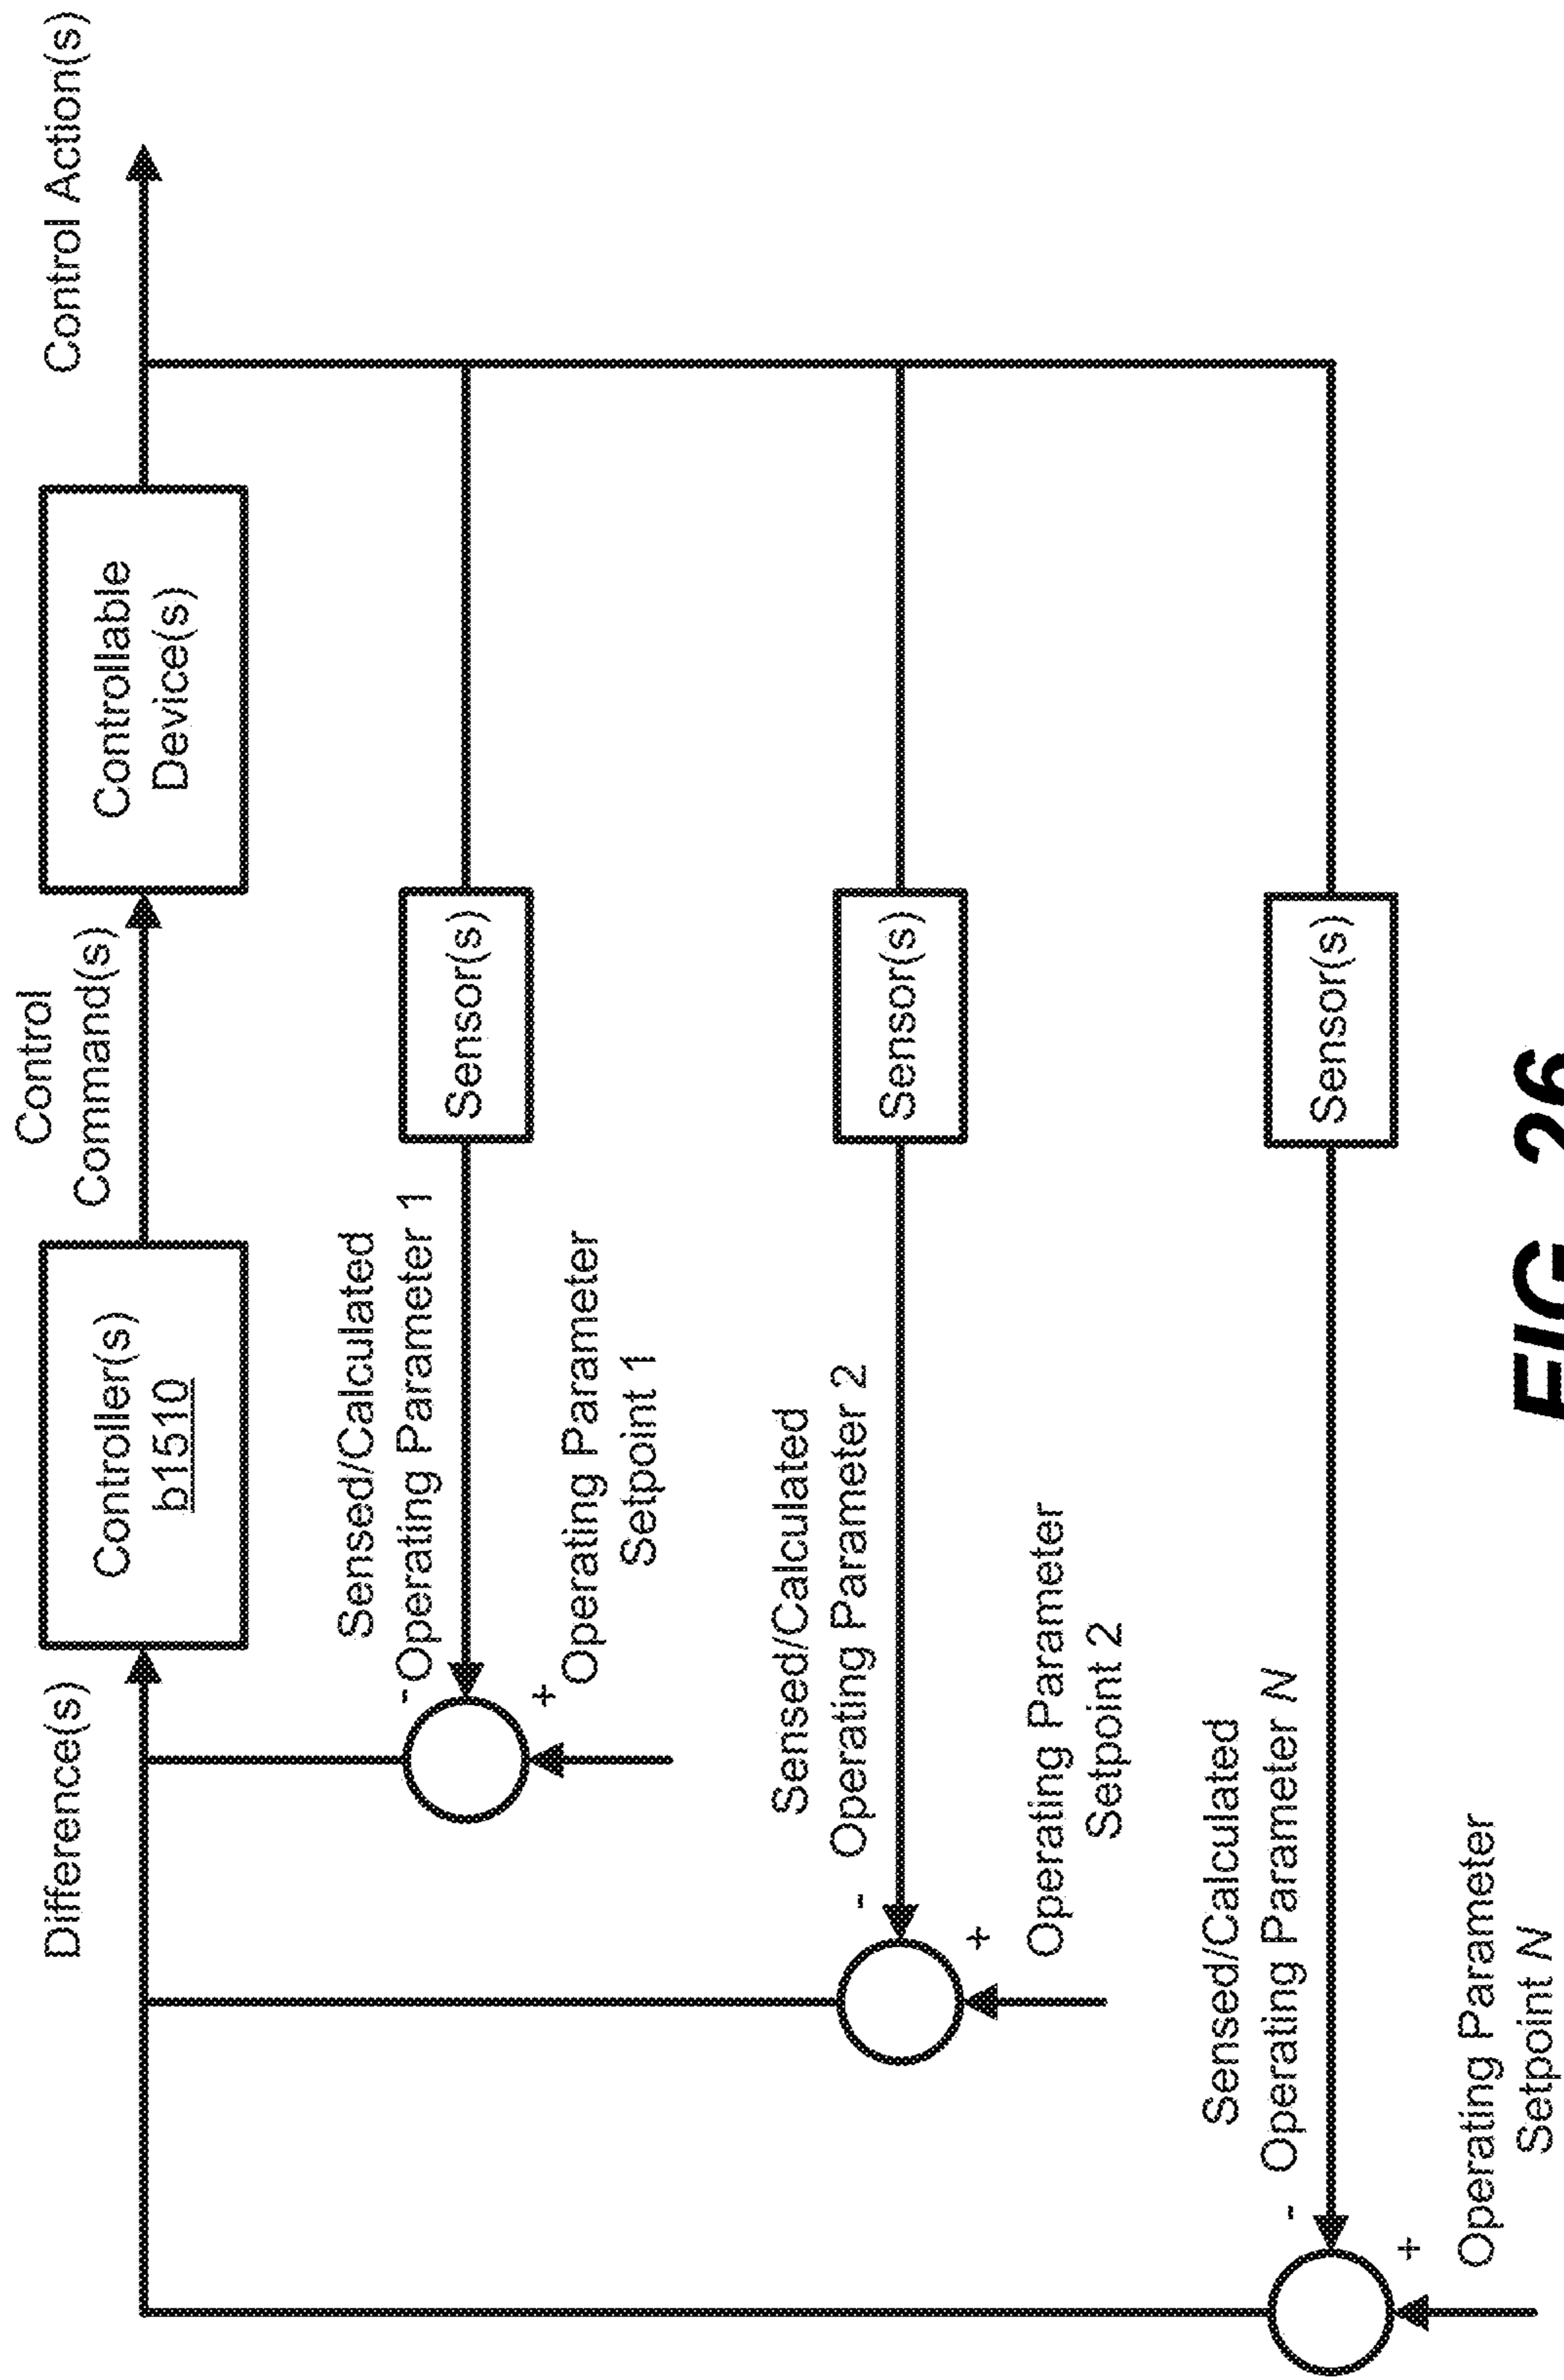 Difference(s)
Controller(s)
b1510
Control
Command(s)
Controllable
Device(s)
Control Action(s)
Sensed/Calculated
-Operating Parameter 1
Sensor(s)
+
Operating Parameter
Setpoint 1
Sensed/Calculated
- Operating Parameter 2
Sensor(s)
+
Operating Parameter
Setpoint 2
Sensed/Calculated
- Operating Parameter N
Sensor(s)
+
Operating Parameter
Setpoint N
FIG. 26